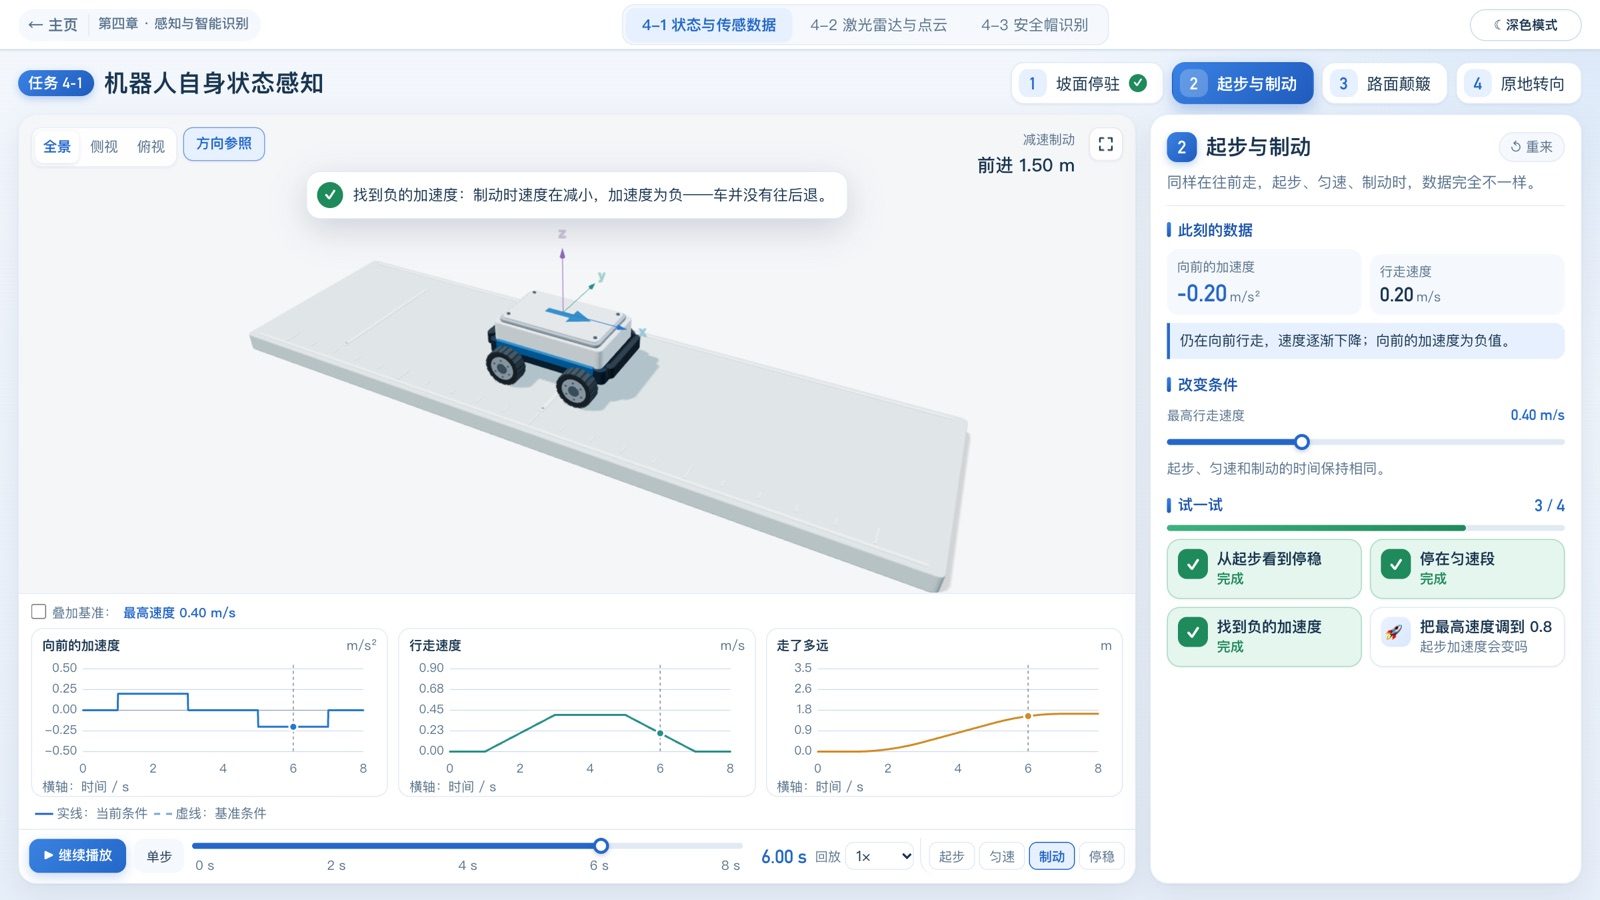 ← 主页
第四章 · 感知与智能识别
4-1 状态与传感数据
4-2 激光雷达与点云
4-3 安全帽识别
☾ 深色模式
任务 4-1
机器人自身状态感知
1 坡面停驻
2 起步与制动
3 路面颠簸
4 原地转向
全景
侧视
俯视
方向参照
减速制动
前进 1.50 m
找到负的加速度：制动时速度在减小，加速度为负——车并没有往后退。
z
y
x
叠加基准：
最高速度 0.40 m/s
向前的加速度
m/s²
0.50
0.25
0.00
−0.25
−0.50
0 2 4 6 8
横轴：时间 / s
行走速度
m/s
0.90
0.68
0.45
0.23
0.00
0 2 4 6 8
横轴：时间 / s
走了多远
m
3.5
2.6
1.8
0.9
0.0
0 2 4 6 8
横轴：时间 / s
实线：当前条件
虚线：基准条件
▶ 继续播放
单步
0 s 2 s 4 s 6 s 8 s
6.00 s
回放
1×
起步
匀速
制动
停稳
2 起步与制动
重来
同样在往前走，起步、匀速、制动时，数据完全不一样。
此刻的数据
向前的加速度
-0.20 m/s²
行走速度
0.20 m/s
仍在向前行走，速度逐渐下降；向前的加速度为负值。
改变条件
最高行走速度
0.40 m/s
起步、匀速和制动的时间保持相同。
试一试
3 / 4
从起步看到停稳
完成
停在匀速段
完成
找到负的加速度
完成
把最高速度调到 0.8
起步加速度会变吗